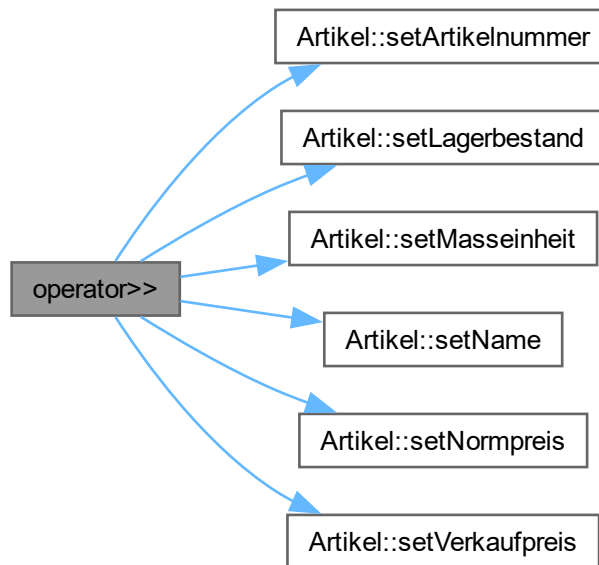 Artikel::setArtikelnummer
Artikel::setLagerbestand
Artikel::setMasseinheit
operator>>
Artikel::setName
Artikel::setNormpreis
Artikel::setVerkaufpreis